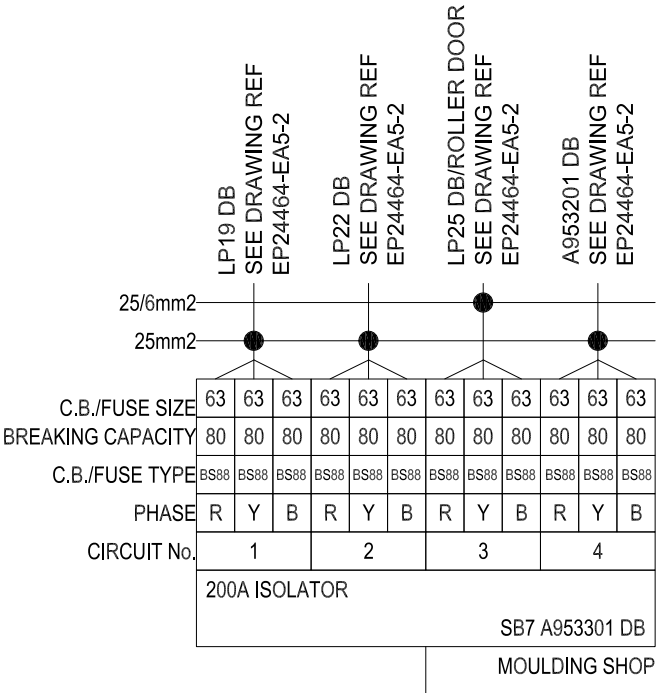 LP19 DB
SEE DRAWING REF
EP24464-EA5-2
LP22 DB
SEE DRAWING REF
EP24464-EA5-2
LP25 DB/ROLLER DOOR
SEE DRAWING REF
EP24464-EA5-2
A953201 DB
SEE DRAWING REF
EP24464-EA5-2
25/6mm2
25mm2
C.B./FUSE SIZE 63 63 63 63 63 63 63 63 63 63 63 63
BREAKING CAPACITY 80 80 80 80 80 80 80 80 80 80 80 80
C.B./FUSE TYPE BS88 BS88 BS88 BS88 BS88 BS88 BS88 BS88 BS88 BS88 BS88 BS88
PHASE R Y B R Y B R Y B R Y B
CIRCUIT No. 1 2 3 4
200A ISOLATOR
SB7 A953301 DB
MOULDING SHOP